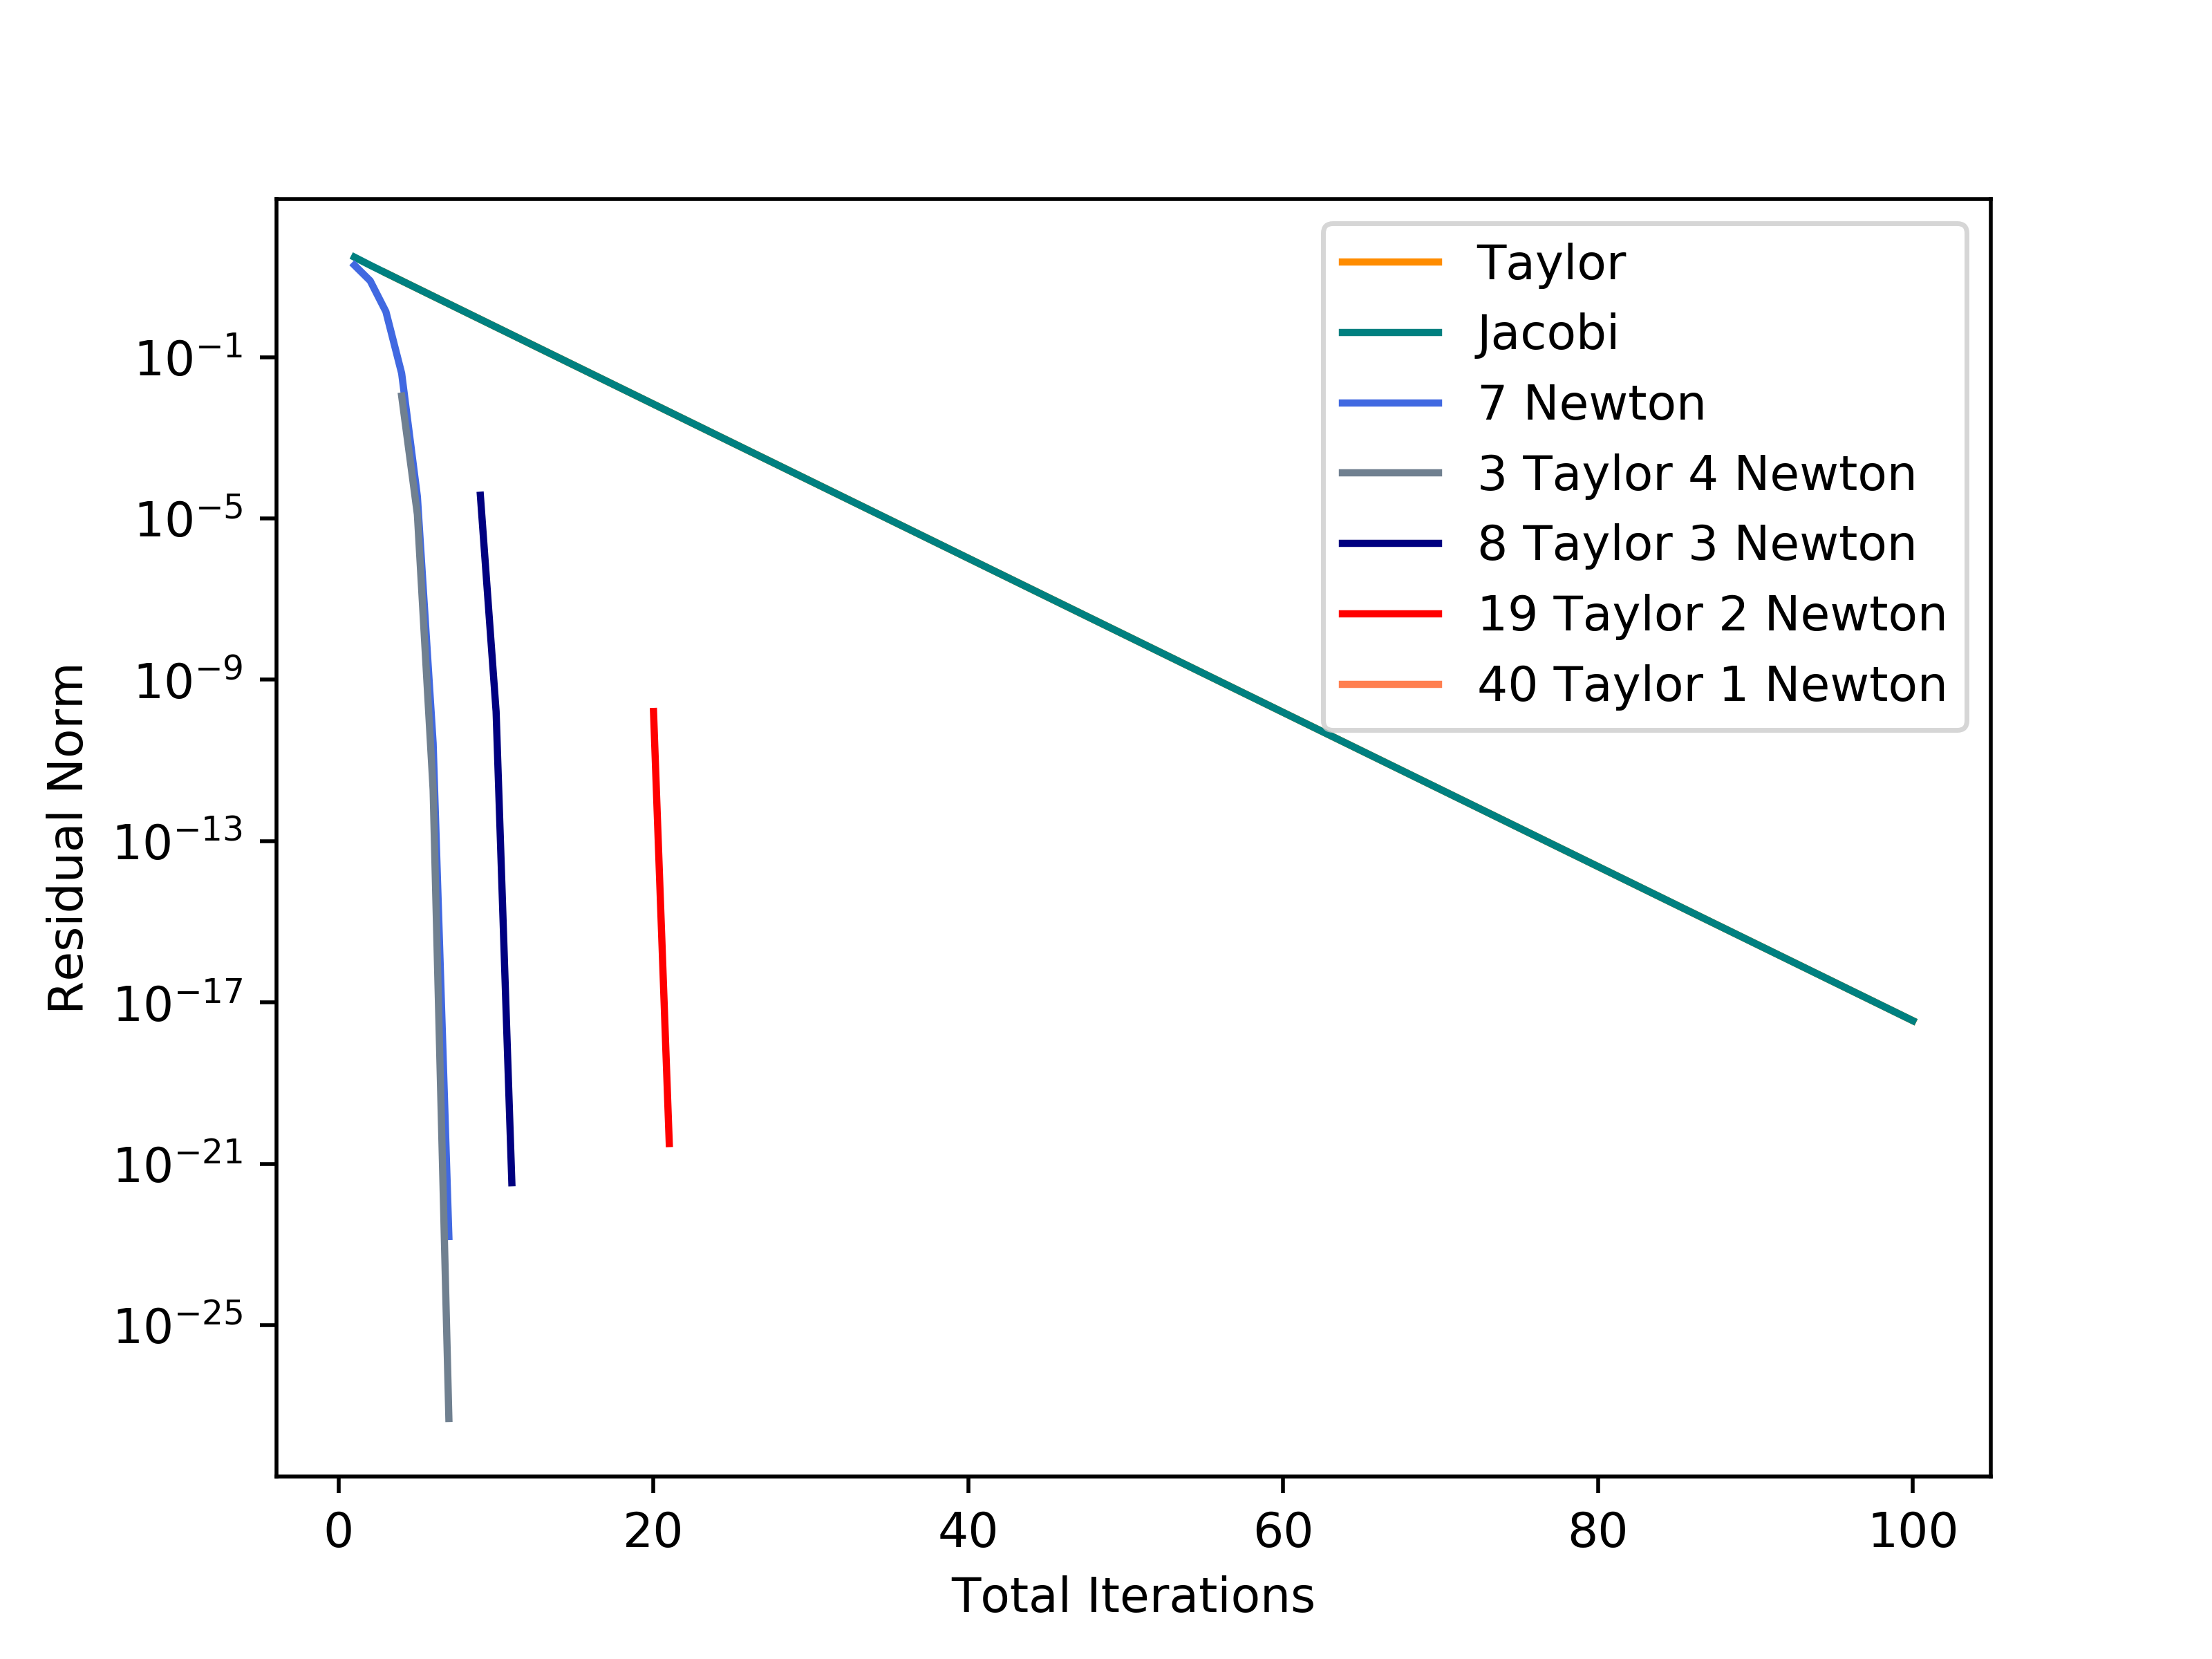 Taylor
Jacobi
7 Newton
3 Taylor 4 Newton
8 Taylor 3 Newton
19 Taylor 2 Newton
40 Taylor 1 Newton
Residual Norm
10⁻¹
10⁻⁵
10⁻⁹
10⁻¹³
10⁻¹⁷
10⁻²¹
10⁻²⁵
0 20 40 60 80 100
Total Iterations